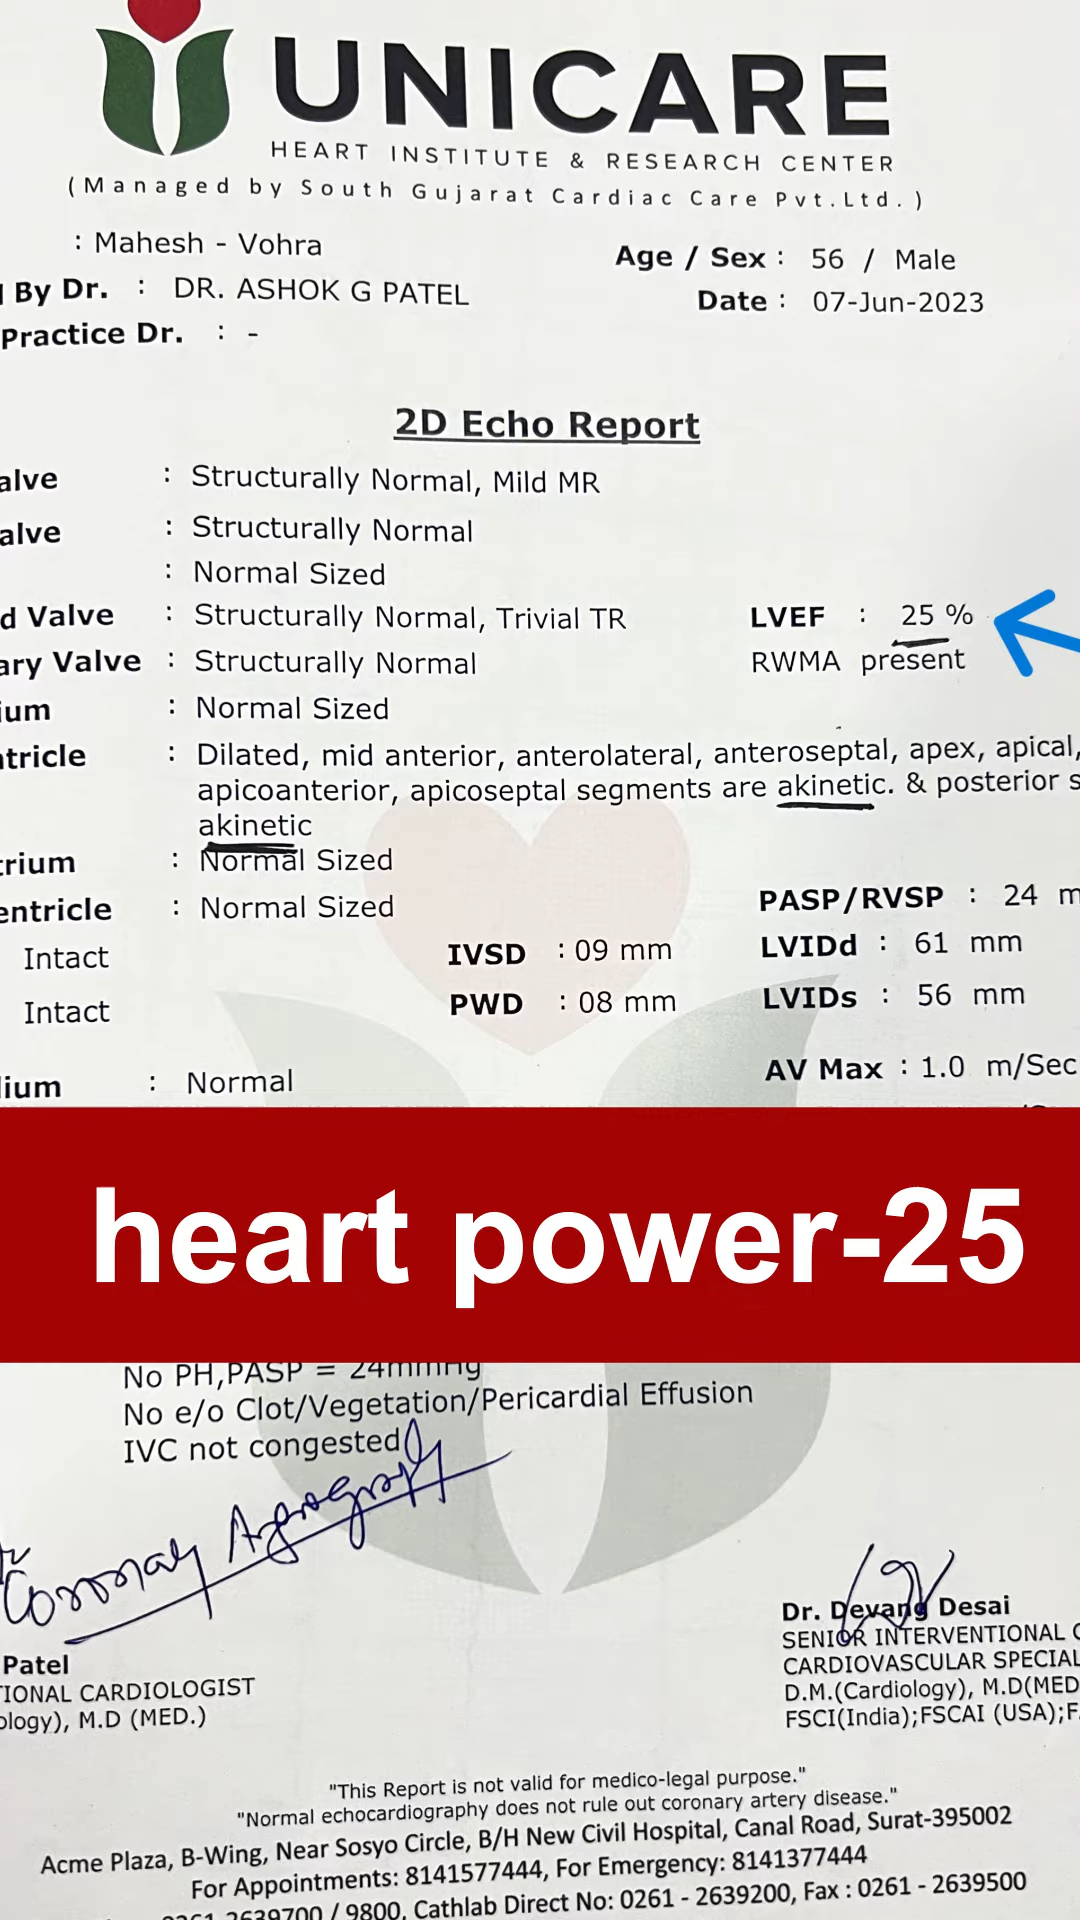 UNICARE
HEART INSTITUTE & RESEARCH CENTER
(Managed by South Gujarat Cardiac Care Pvt.Ltd.)
: Mahesh - Vohra
Age / Sex : 56 / Male
By Dr. : DR. ASHOK G PATEL
Date : 07-Jun-2023
Practice Dr. : -
2D Echo Report
alve : Structurally Normal, Mild MR
alve : Structurally Normal
: Normal Sized
d Valve : Structurally Normal, Trivial TR LVEF : 25 %
ary Valve : Structurally Normal RWMA present
ium : Normal Sized
tricle : Dilated, mid anterior, anterolateral, anteroseptal, apex, apical,
apicoanterior, apicoseptal segments are akinetic. & posterior s
akinetic
trium : Normal Sized
entricle : Normal Sized PASP/RVSP : 24 m
Intact IVSD : 09 mm LVIDd : 61 mm
Intact PWD : 08 mm LVIDs : 56 mm
lium : Normal AV Max : 1.0 m/Sec
heart power-25
No PH,PASP = 24mmHg
No e/o Clot/Vegetation/Pericardial Effusion
IVC not congested
Coronary Angiography
Patel
TIONAL CARDIOLOGIST
ology), M.D (MED.)
Dr. Devang Desai
SENIOR INTERVENTIONAL C
CARDIOVASCULAR SPECIAL
D.M.(Cardiology), M.D(MED
FSCI(India);FSCAI (USA);F
"This Report is not valid for medico-legal purpose."
"Normal echocardiography does not rule out coronary artery disease."
Acme Plaza, B-Wing, Near Sosyo Circle, B/H New Civil Hospital, Canal Road, Surat-395002
For Appointments: 8141577444, For Emergency: 8141377444
0261-2639700 / 9800, Cathlab Direct No: 0261 - 2639200, Fax : 0261 - 2639500